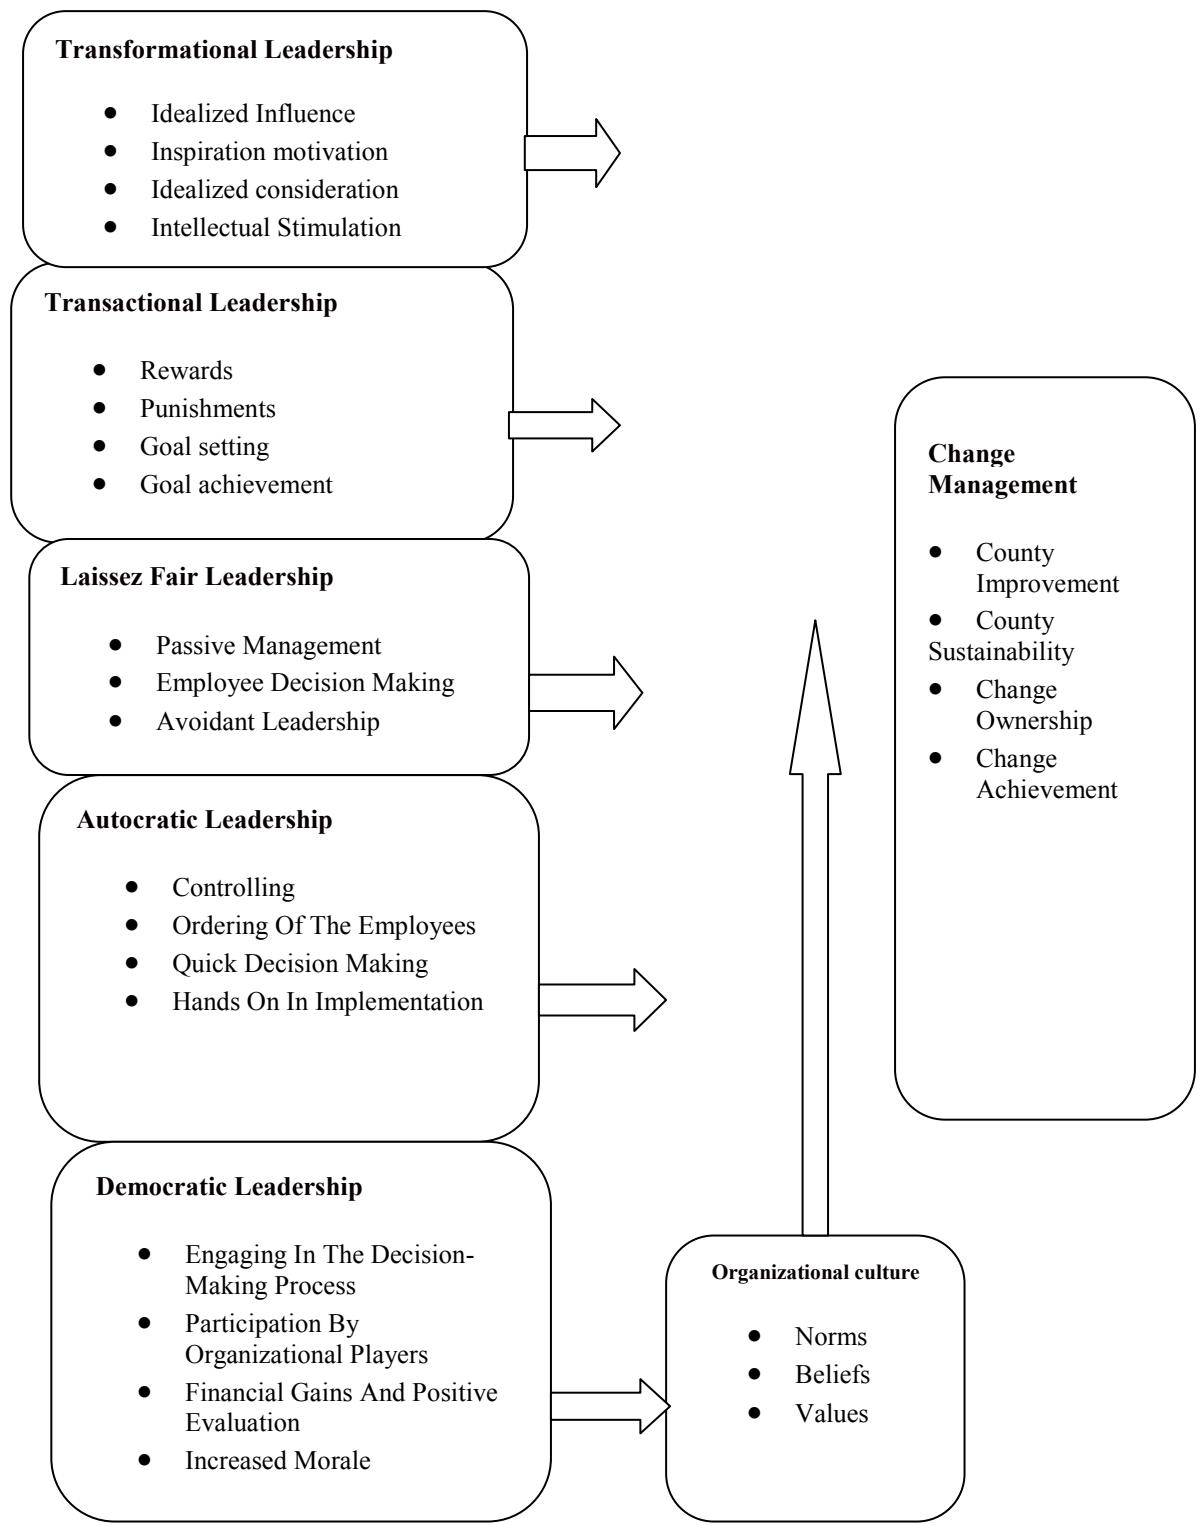 Transformational Leadership
● Idealized Influence
● Inspiration motivation
● Idealized consideration
● Intellectual Stimulation
Transactional Leadership
● Rewards
● Punishments
● Goal setting
● Goal achievement
Laissez Fair Leadership
● Passive Management
● Employee Decision Making
● Avoidant Leadership
Autocratic Leadership
● Controlling
● Ordering Of The Employees
● Quick Decision Making
● Hands On In Implementation
Democratic Leadership
● Engaging In The Decision-
Making Process
● Participation By
Organizational Players
● Financial Gains And Positive
Evaluation
● Increased Morale
Organizational culture
● Norms
● Beliefs
● Values
Change
Management
● County
Improvement
● County
Sustainability
● Change
Ownership
● Change
Achievement